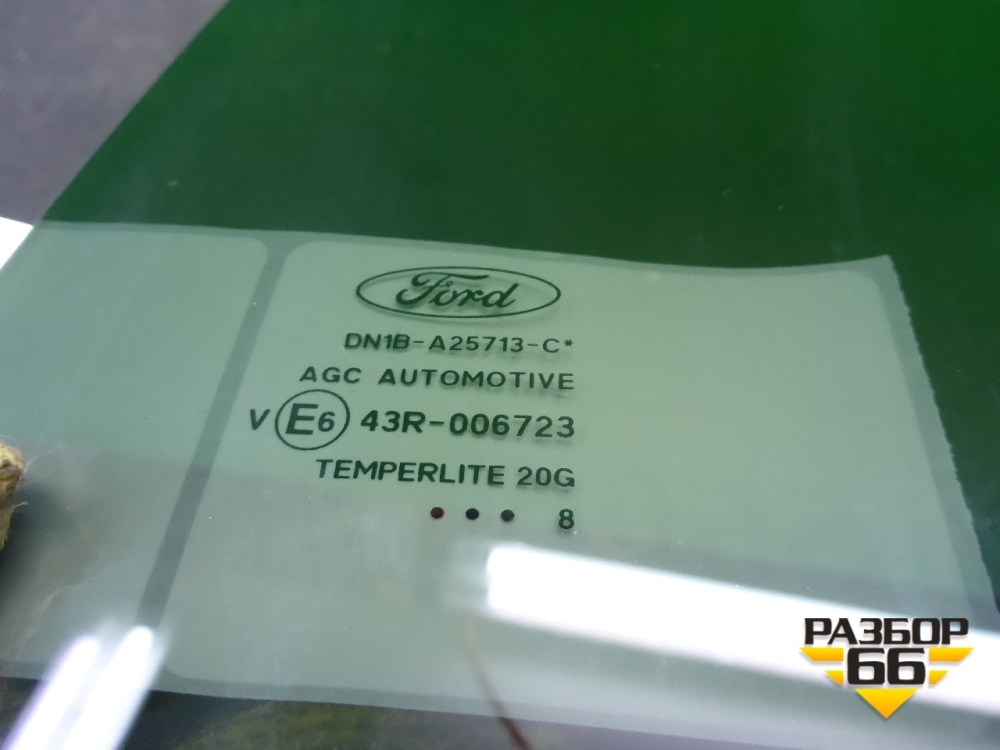 Ford
DN1B-A25713-C*
AGC AUTOMOTIVE
V E6 43R-006723
TEMPERLITE 20G
• • • 8
РАЗБОР
66